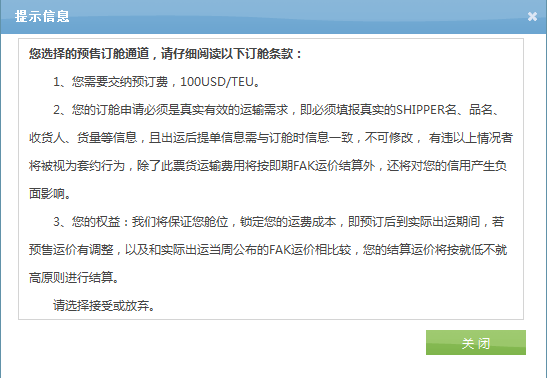 提示信息
您选择的预售订舱通道，请仔细阅读以下订舱条款：
1、您需要交纳预订费，100USD/TEU。
2、您的订舱申请必须是真实有效的运输需求，即必须填报真实的SHIPPER名、品名、
收货人、货量等信息，且出运后提单信息需与订舱时信息一致，不可修改， 有违以上情况者
将被视为套约行为，除了此票货运输费用将按即期FAK运价结算外，还将对您的信用产生负
面影响。
3、您的权益：我们将保证您舱位，锁定您的运费成本，即预订后到实际出运期间，若
预售运价有调整，以及和实际出运当周公布的FAK运价相比较，您的结算运价将按就低不就
高原则进行结算。
请选择接受或放弃。
关 闭